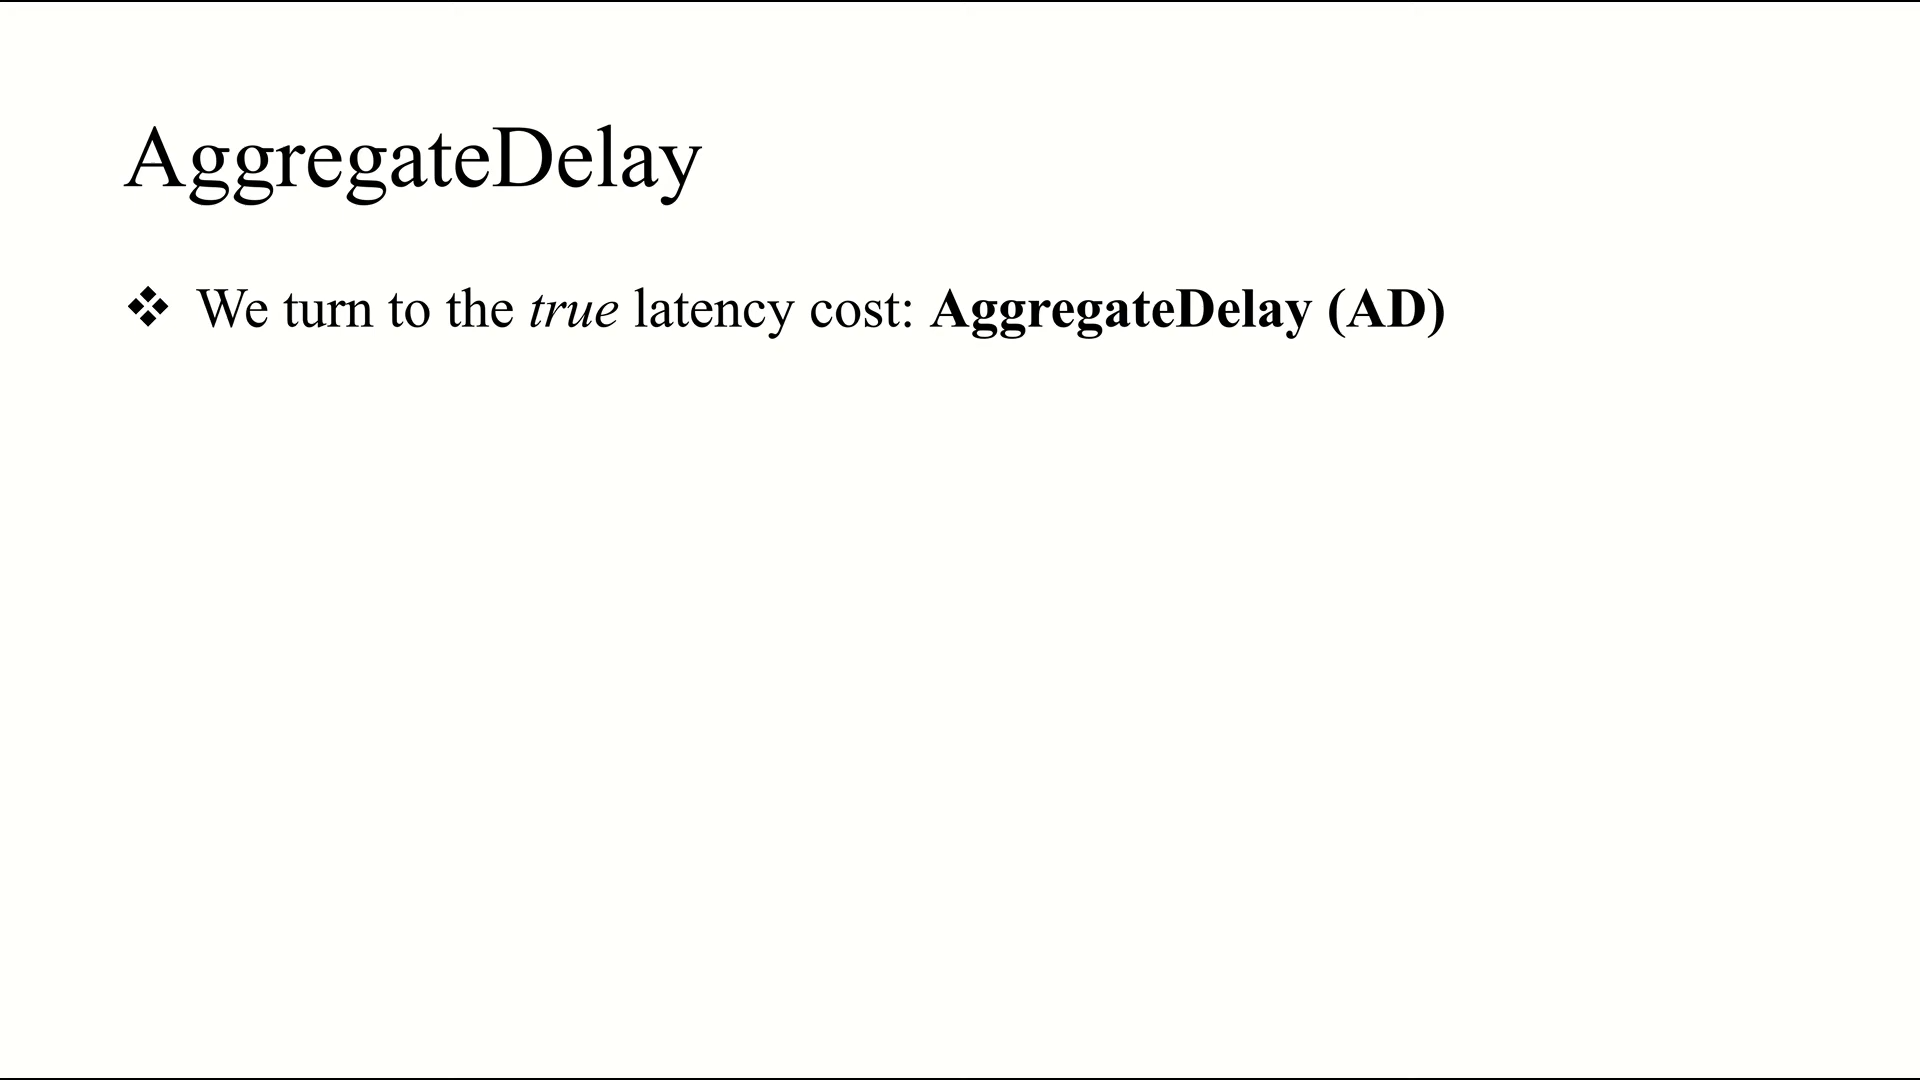 AggregateDelay
❖ We turn to the true latency cost: AggregateDelay (AD)